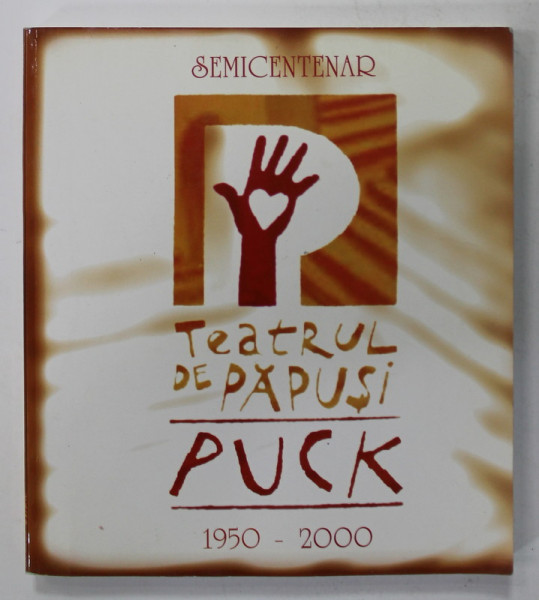 SEMICENTENAR
P
Teatrul
DE PĂPUȘI
PUCK
1950 - 2000